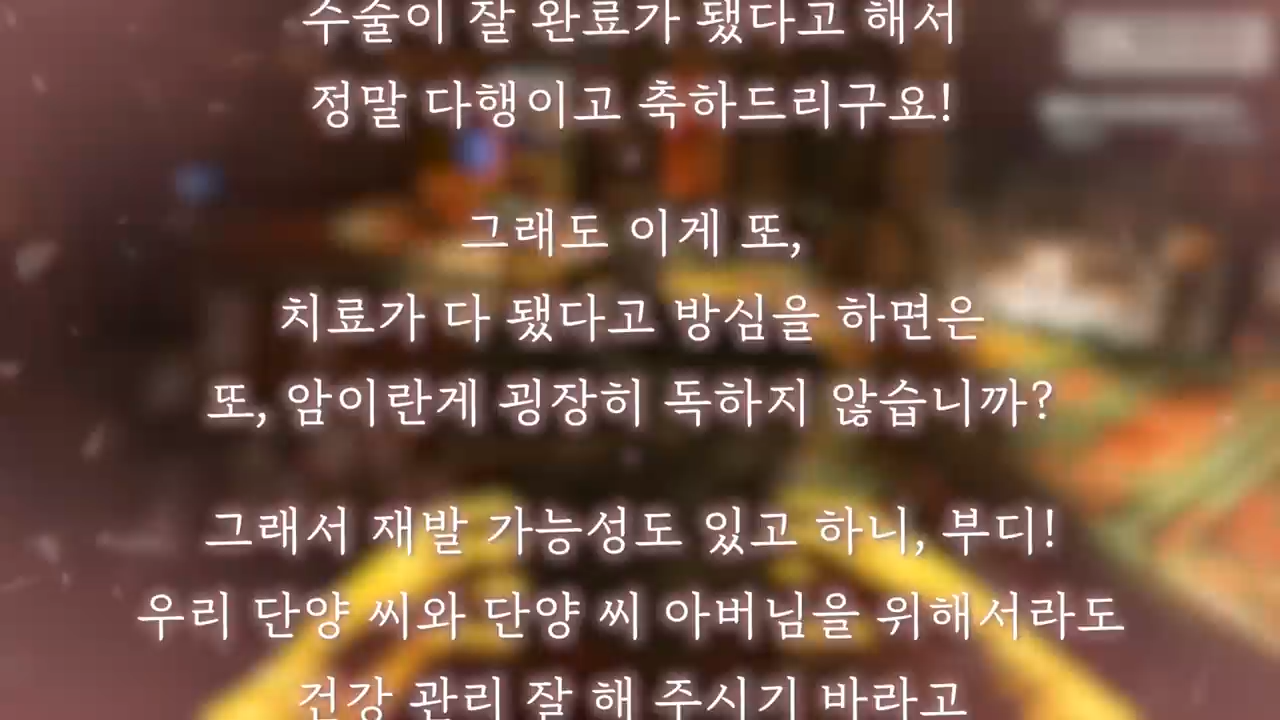 수술이 잘 완료가 됐다고 해서
정말 다행이고 축하드리구요!
그래도 이게 또,
치료가 다 됐다고 방심을 하면은
또, 암이란게 굉장히 독하지 않습니까?
그래서 재발 가능성도 있고 하니, 부디!
우리 단양 씨와 단양 씨 아버님을 위해서라도
건강 관리 잘 해 주시기 바라고